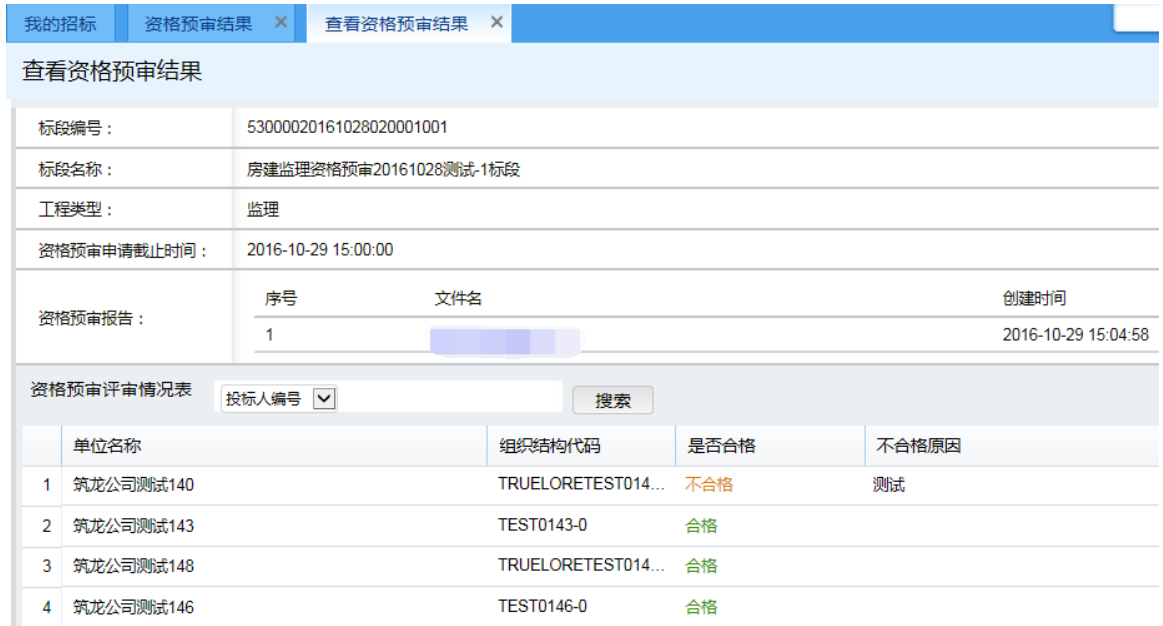 我的招标 资格预审结果 × 查看资格预审结果 ×
查看资格预审结果
标段编号： 53000020161028020001001
标段名称： 房建监理资格预审20161028测试-1标段
工程类型： 监理
资格预审申请截止时间： 2016-10-29 15:00:00
序号 文件名 创建时间
资格预审报告：
1 2016-10-29 15:04:58
资格预审评审情况表 投标人编号 搜索
单位名称 组织结构代码 是否合格 不合格原因
1 筑龙公司测试140 TRUELORETEST014... 不合格 测试
2 筑龙公司测试143 TEST0143-0 合格
3 筑龙公司测试148 TRUELORETEST014... 合格
4 筑龙公司测试146 TEST0146-0 合格